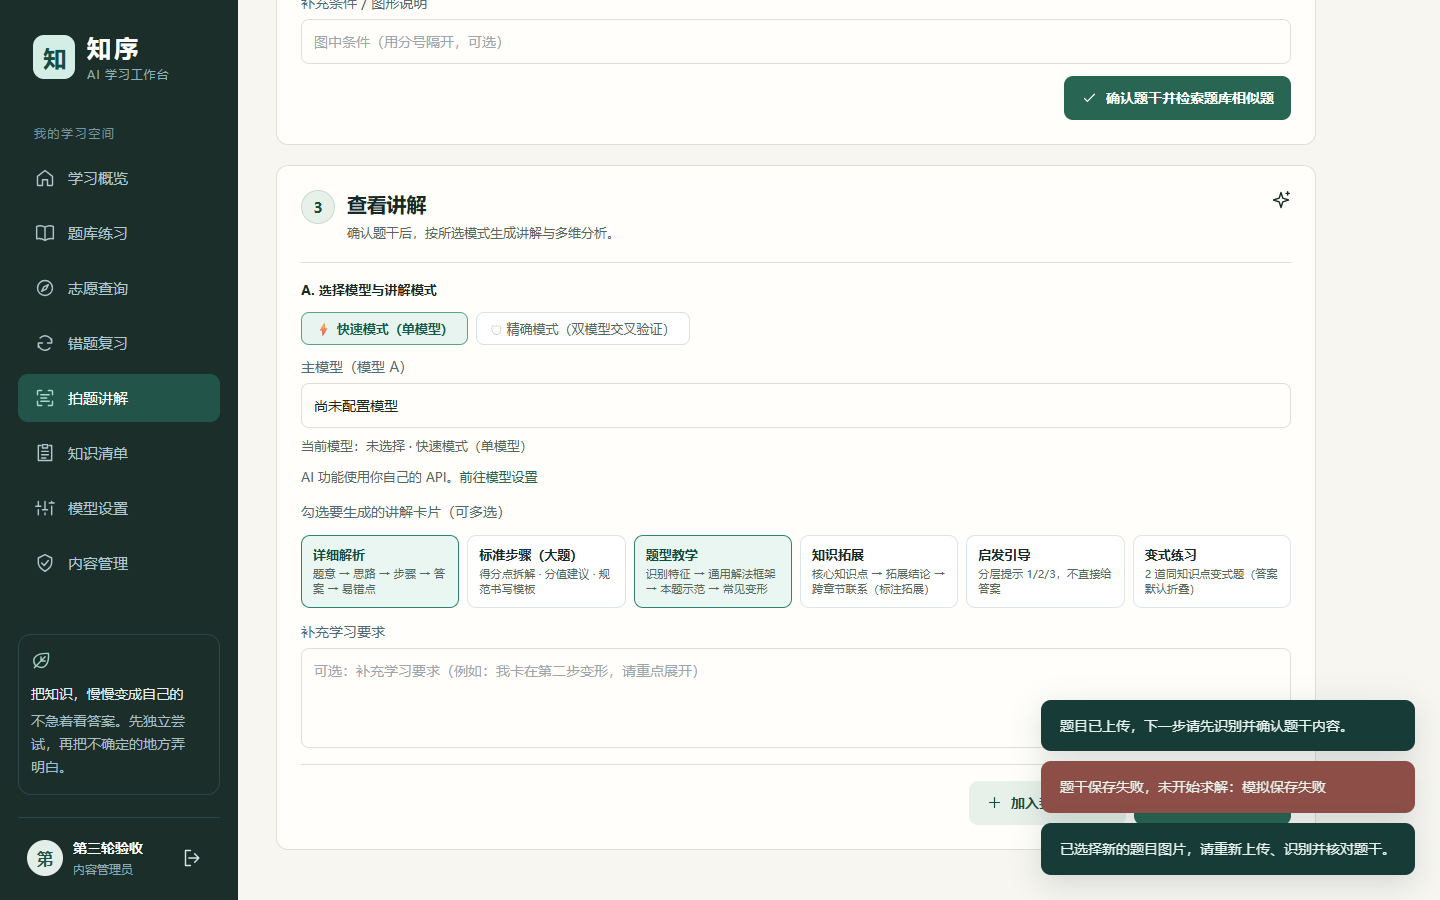 知
知序
AI 学习工作台
我的学习空间
学习概览
题库练习
志愿查询
错题复习
拍题讲解
知识清单
模型设置
内容管理
把知识，慢慢变成自己的
不急着看答案。先独立尝
试，再把不确定的地方弄
明白。
第
第三轮验收
内容管理员
补充条件 / 图形说明
图中条件（用分号隔开，可选）
确认题干并检索题库相似题
3
查看讲解
确认题干后，按所选模式生成讲解与多维分析。
A. 选择模型与讲解模式
快速模式（单模型）
精确模式（双模型交叉验证）
主模型（模型 A）
尚未配置模型
当前模型：未选择 · 快速模式（单模型）
AI 功能使用你自己的 API。前往模型设置
勾选要生成的讲解卡片（可多选）
详细解析
题意 → 思路 → 步骤 → 答
案 → 易错点
标准步骤（大题）
得分点拆解 · 分值建议 · 规
范书写模板
题型教学
识别特征 → 通用解法框架
→ 本题示范 → 常见变形
知识拓展
核心知识点 → 拓展结论 →
跨章节联系（标注拓展）
启发引导
分层提示 1/2/3，不直接给
答案
变式练习
2 道同知识点变式题（答案
默认折叠）
补充学习要求
可选：补充学习要求（例如：我卡在第二步变形，请重点展开）
加入
题目已上传，下一步请先识别并确认题干内容。
题干保存失败，未开始求解：模拟保存失败
已选择新的题目图片，请重新上传、识别并核对题干。